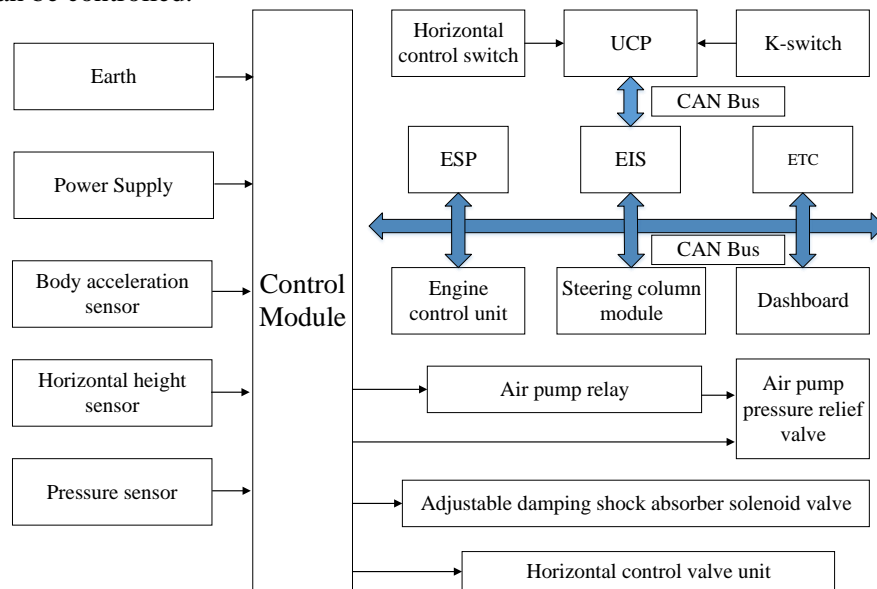 an be controlled.
Earth
Power Supply
Body acceleration
sensor
Horizontal height
sensor
Pressure sensor
Control
Module
Horizontal
control switch
UCP
K-switch
CAN Bus
ESP
EIS
ETC
CAN Bus
Engine
control unit
Steering column
module
Dashboard
Air pump relay
Air pump
pressure relief
valve
Adjustable damping shock absorber solenoid valve
Horizontal control valve unit